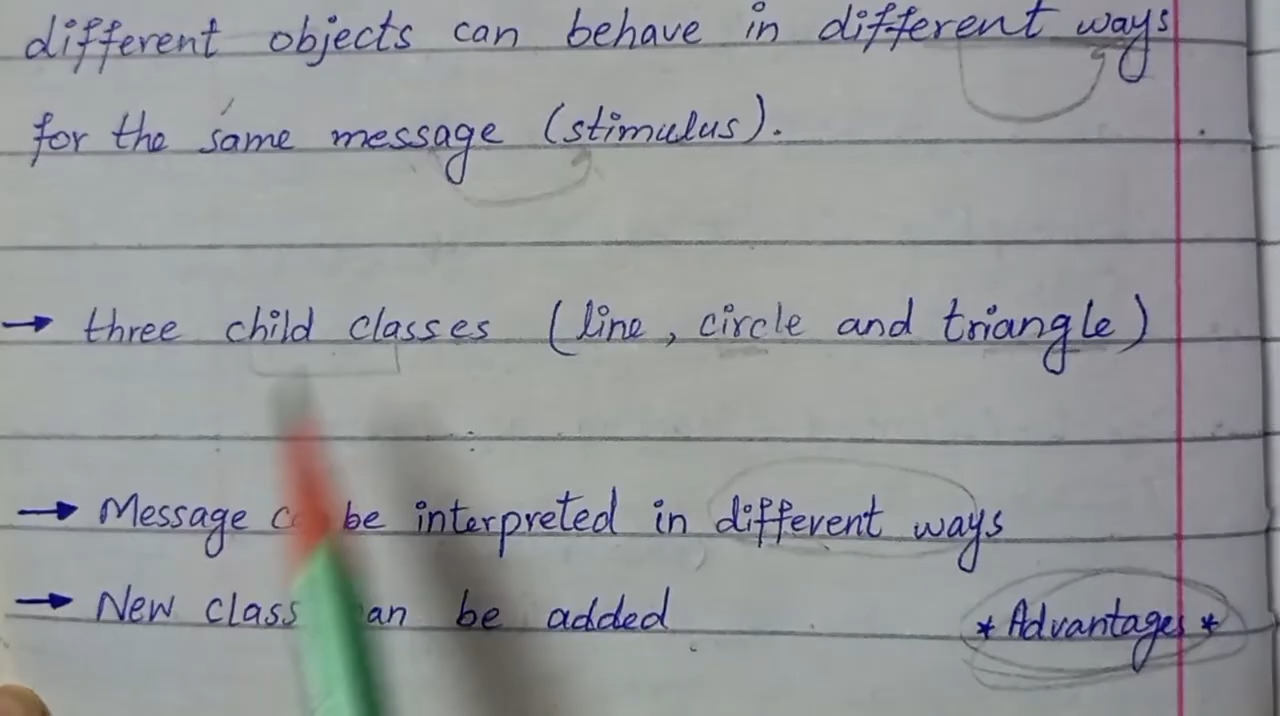 different objects can behave in different ways
for the same message (stimulus).
→ three child classes (line, circle and triangle)
→ Message be interpreted in different ways
→ New class be added
* Advantages *